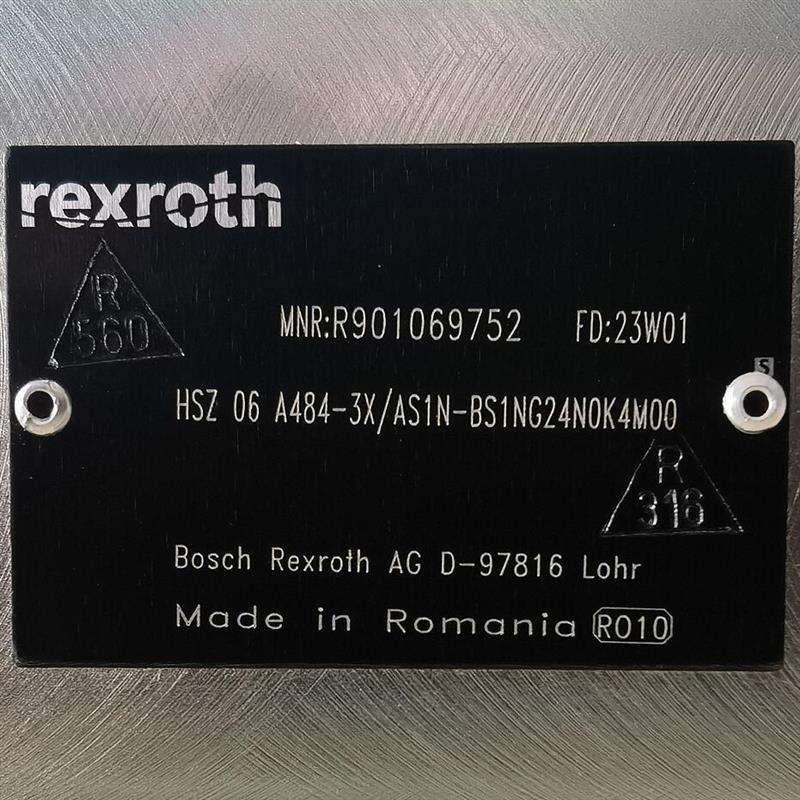 rexroth
R
560
MNR:R901069752 FD:23W01
S
HSZ 06 A484-3X/AS1N-BS1NG24N0K4M00
R
316
Bosch Rexroth AG D-97816 Lohr
Made in Romania RO10